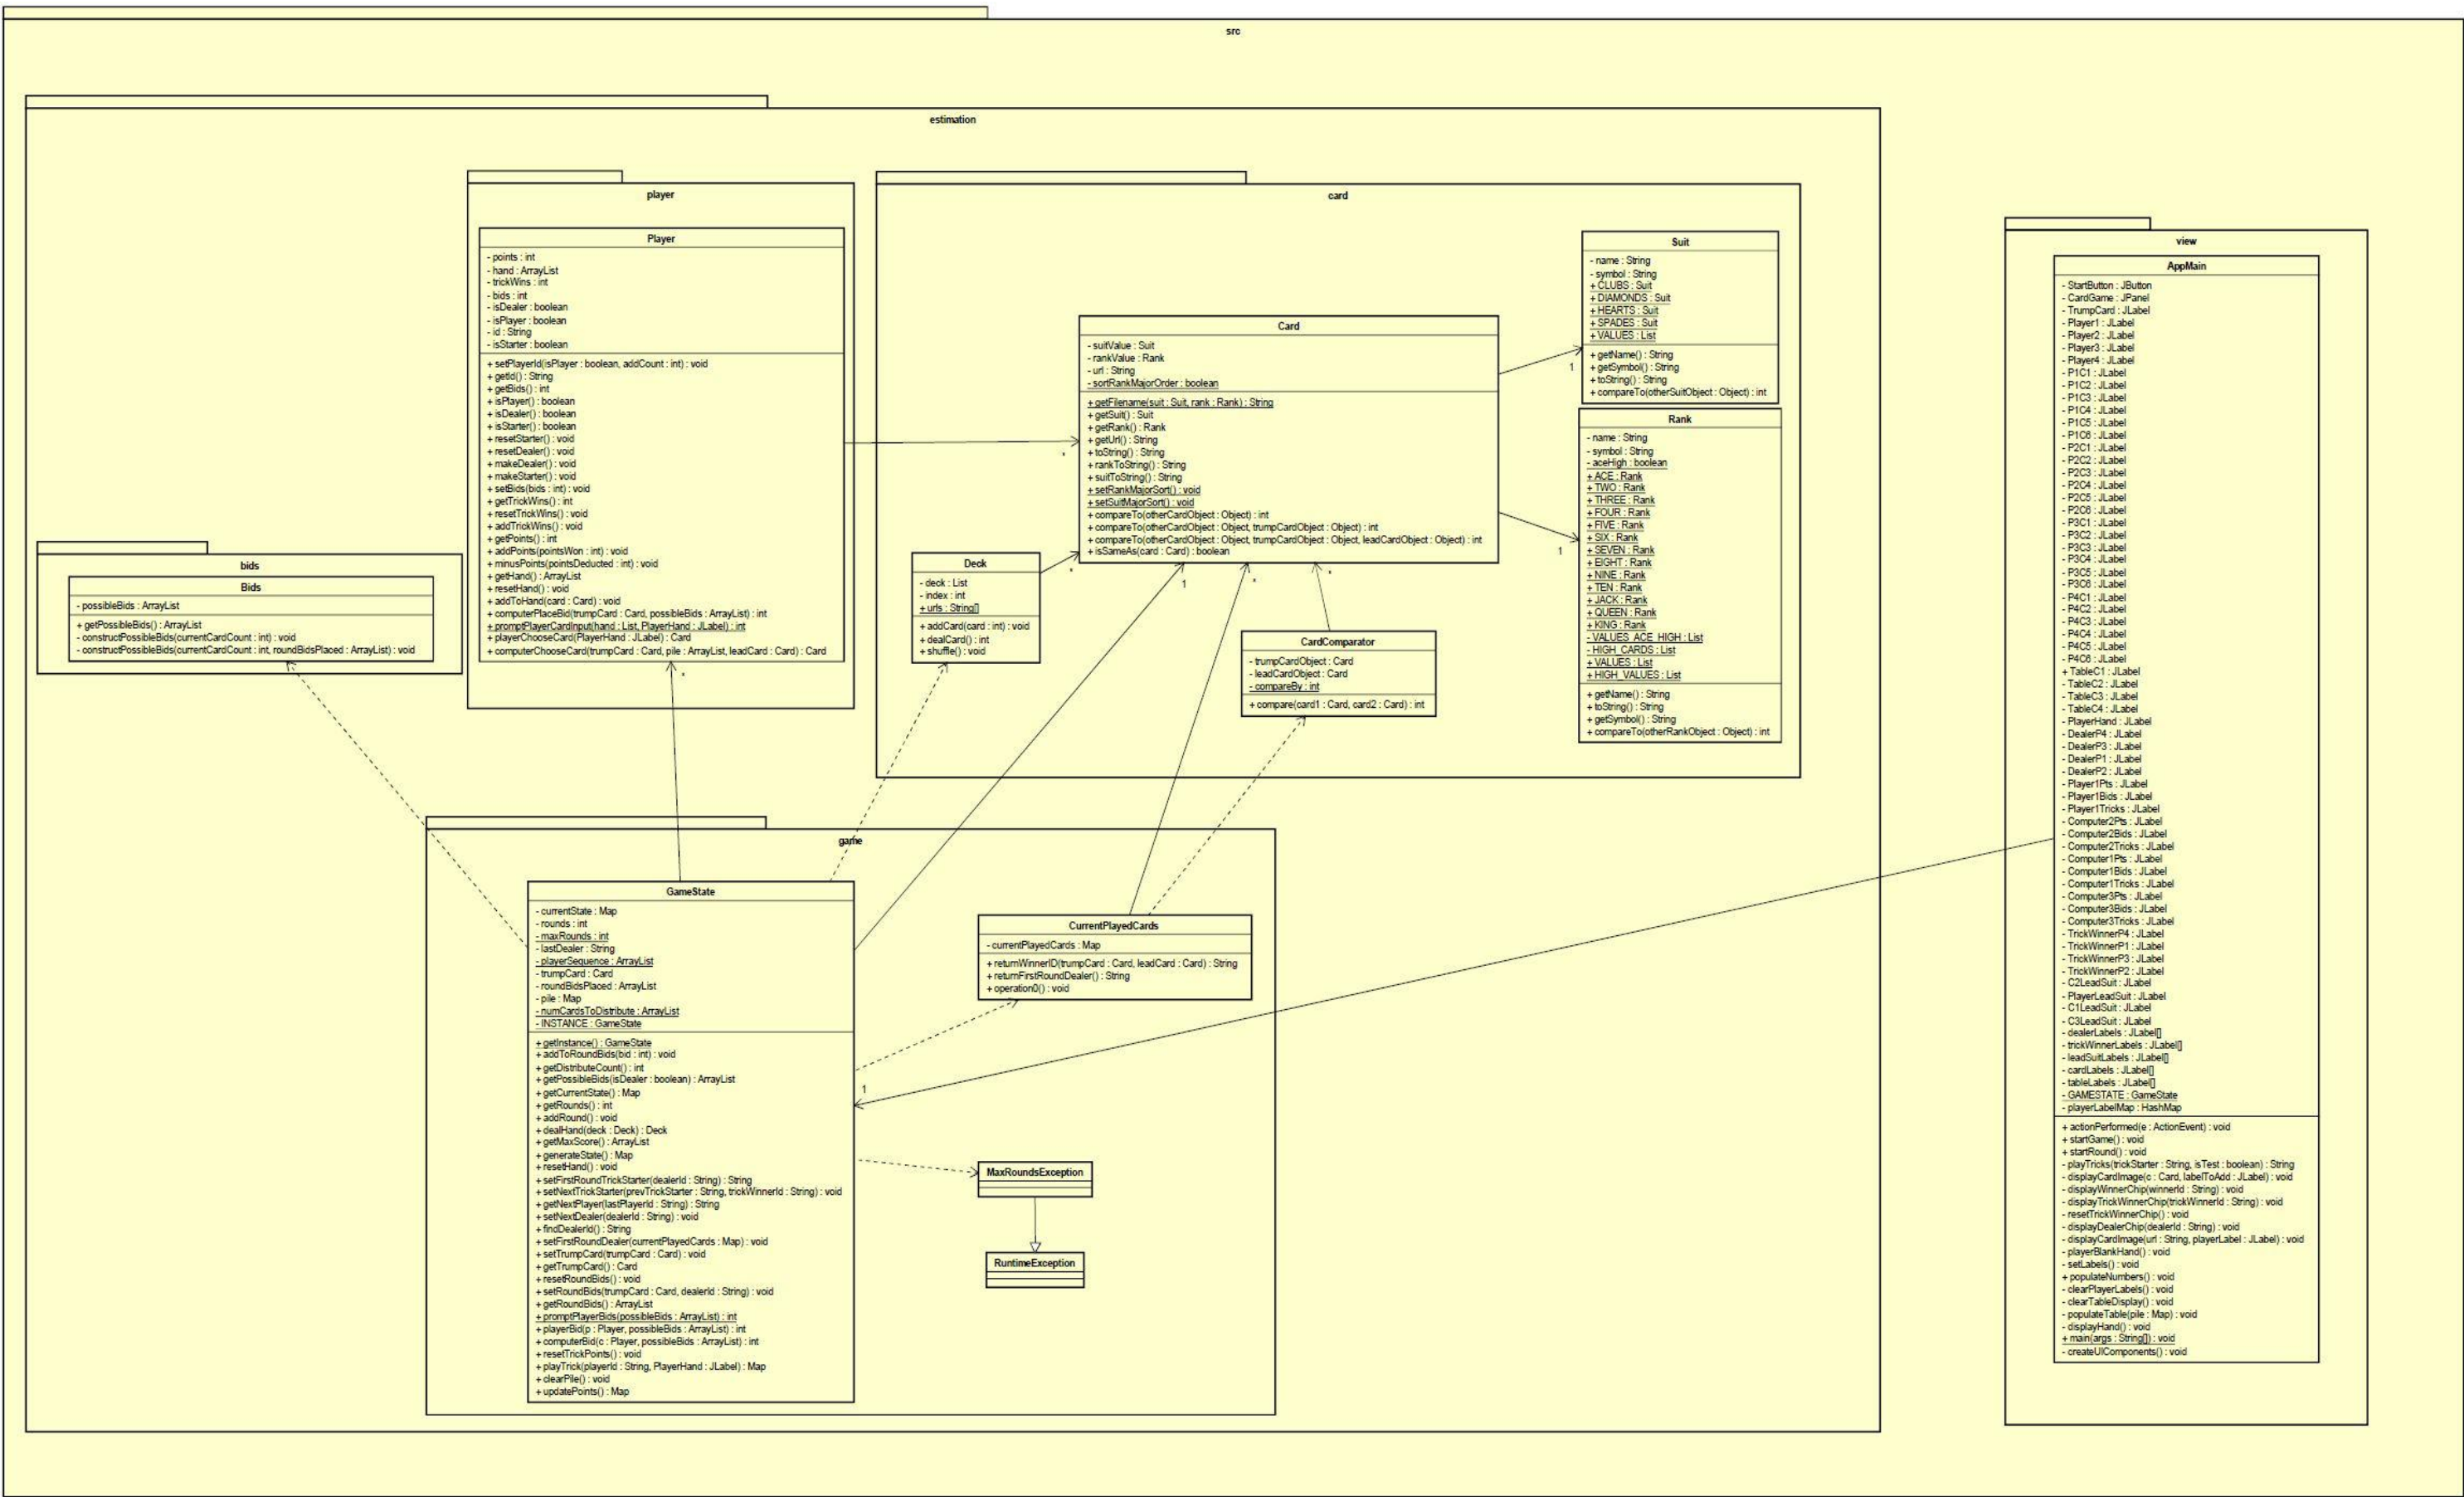 src
estimation
player
Player
- points : int
- hand : ArrayList
- trickWins : int
- bids : int
- isDealer : boolean
- isPlayer : boolean
- id : String
- isStarter : boolean
+ setPlayerId(isPlayer : boolean, addCount : int) : void
+ getId() : String
+ getBids() : int
+ isPlayer() : boolean
+ isDealer() : boolean
+ isStarter() : boolean
+ resetStarter() : void
+ resetDealer() : void
+ makeDealer() : void
+ makeStarter() : void
+ setBids(bids : int) : void
+ getTrickWins() : int
+ resetTrickWins() : void
+ addTrickWins() : void
+ getPoints() : int
+ addPoints(pointsWon : int) : void
+ minusPoints(pointsDeducted : int) : void
+ getHand() : ArrayList
+ resetHand() : void
+ addToHand(card : Card) : void
+ computerPlaceBid(trumpCard : Card, possibleBids : ArrayList) : int
+ promptPlayerCardInput(hand : List, PlayerHand : JLabel) : int
+ playerChooseCard(PlayerHand : JLabel) : Card
+ computerChooseCard(trumpCard : Card, pile : ArrayList, leadCard : Card) : Card
*
*
card
Suit
- name : String
- symbol : String
+ CLUBS : Suit
+ DIAMONDS : Suit
+ HEARTS : Suit
+ SPADES : Suit
+ VALUES : List
+ getName() : String
+ getSymbol() : String
+ toString() : String
+ compareTo(otherSuitObject : Object) : int
1
Card
- suitValue : Suit
- rankValue : Rank
- url : String
- sortRankMajorOrder : boolean
+ getFilename(suit : Suit, rank : Rank) : String
+ getSuit() : Suit
+ getRank() : Rank
+ getUrl() : String
+ toString() : String
+ rankToString() : String
+ suitToString() : String
+ setRankMajorSort() : void
+ setSuitMajorSort() : void
+ compareTo(otherCardObject : Object) : int
+ compareTo(otherCardObject : Object, trumpCardObject : Object) : int
+ compareTo(otherCardObject : Object, trumpCardObject : Object, leadCardObject : Object) : int
+ isSameAs(card : Card) : boolean
*
1
*
*
Rank
- name : String
- symbol : String
- aceHigh : boolean
+ ACE : Rank
+ TWO : Rank
+ THREE : Rank
+ FOUR : Rank
+ FIVE : Rank
+ SIX : Rank
+ SEVEN : Rank
+ EIGHT : Rank
+ NINE : Rank
+ TEN : Rank
+ JACK : Rank
+ QUEEN : Rank
+ KING : Rank
- VALUES_ACE_HIGH : List
- HIGH_CARDS : List
+ VALUES : List
+ HIGH_VALUES : List
+ getName() : String
+ toString() : String
+ getSymbol() : String
+ compareTo(otherRankObject : Object) : int
1
Deck
- deck : List
- index : int
+ urls : String[]
+ addCard(card : int) : void
+ dealCard() : int
+ shuffle() : void
CardComparator
- trumpCardObject : Card
- leadCardObject : Card
- compareBy : int
+ compare(card1 : Card, card2 : Card) : int
bids
Bids
- possibleBids : ArrayList
+ getPossibleBids() : ArrayList
- constructPossibleBids(currentCardCount : int) : void
- constructPossibleBids(currentCardCount : int, roundBidsPlaced : ArrayList) : void
game
GameState
- currentState : Map
- rounds : int
- maxRounds : int
- lastDealer : String
- playerSequence : ArrayList
- trumpCard : Card
- roundBidsPlaced : ArrayList
- pile : Map
- numCardsToDistribute : ArrayList
- INSTANCE : GameState
+ getInstance() : GameState
+ addToRoundBids(bid : int) : void
+ getDistributeCount() : int
+ getPossibleBids(isDealer : boolean) : ArrayList
+ getCurrentState() : Map
+ getRounds() : int
+ addRound() : void
+ dealHand(deck : Deck) : Deck
+ getMaxScore() : ArrayList
+ generateState() : Map
+ resetHand() : void
+ setFirstRoundTrickStarter(dealerId : String) : String
+ setNextTrickStarter(prevTrickStarter : String, trickWinnerId : String) : void
+ getNextPlayer(lastPlayerId : String) : String
+ setNextDealer(dealerId : String) : void
+ findDealerId() : String
+ setFirstRoundDealer(currentPlayedCards : Map) : void
+ setTrumpCard(trumpCard : Card) : void
+ getTrumpCard() : Card
+ resetRoundBids() : void
+ setRoundBids(trumpCard : Card, dealerId : String) : void
+ getRoundBids() : ArrayList
+ promptPlayerBids(possibleBids : ArrayList) : int
+ playerBid(p : Player, possibleBids : ArrayList) : int
+ computerBid(c : Player, possibleBids : ArrayList) : int
+ resetTrickPoints() : void
+ playTrick(playerId : String, PlayerHand : JLabel) : Map
+ clearPile() : void
+ updatePoints() : Map
1
CurrentPlayedCards
- currentPlayedCards : Map
+ returnWinnerID(trumpCard : Card, leadCard : Card) : String
+ returnFirstRoundDealer() : String
+ operation0() : void
MaxRoundsException
RuntimeException
view
AppMain
- StartButton : JButton
- CardGame : JPanel
- TrumpCard : JLabel
- Player1 : JLabel
- Player2 : JLabel
- Player3 : JLabel
- Player4 : JLabel
- P1C1 : JLabel
- P1C2 : JLabel
- P1C3 : JLabel
- P1C4 : JLabel
- P1C5 : JLabel
- P1C6 : JLabel
- P2C1 : JLabel
- P2C2 : JLabel
- P2C3 : JLabel
- P2C4 : JLabel
- P2C5 : JLabel
- P2C6 : JLabel
- P3C1 : JLabel
- P3C2 : JLabel
- P3C3 : JLabel
- P3C4 : JLabel
- P3C5 : JLabel
- P3C6 : JLabel
- P4C1 : JLabel
- P4C2 : JLabel
- P4C3 : JLabel
- P4C4 : JLabel
- P4C5 : JLabel
- P4C6 : JLabel
+ TableC1 : JLabel
- TableC2 : JLabel
- TableC3 : JLabel
- TableC4 : JLabel
- PlayerHand : JLabel
- DealerP4 : JLabel
- DealerP3 : JLabel
- DealerP1 : JLabel
- DealerP2 : JLabel
- Player1Pts : JLabel
- Player1Bids : JLabel
- Player1Tricks : JLabel
- Computer2Pts : JLabel
- Computer2Bids : JLabel
- Computer2Tricks : JLabel
- Computer1Pts : JLabel
- Computer1Bids : JLabel
- Computer1Tricks : JLabel
- Computer3Pts : JLabel
- Computer3Bids : JLabel
- Computer3Tricks : JLabel
- TrickWinnerP4 : JLabel
- TrickWinnerP1 : JLabel
- TrickWinnerP3 : JLabel
- TrickWinnerP2 : JLabel
- C2LeadSuit : JLabel
- PlayerLeadSuit : JLabel
- C1LeadSuit : JLabel
- C3LeadSuit : JLabel
- dealerLabels : JLabel[]
- trickWinnerLabels : JLabel[]
- leadSuitLabels : JLabel[]
- cardLabels : JLabel[]
- tableLabels : JLabel[]
- GAMESTATE : GameState
- playerLabelMap : HashMap
+ actionPerformed(e : ActionEvent) : void
+ startGame() : void
+ startRound() : void
- playTricks(trickStarter : String, isTest : boolean) : String
- displayCardImage(c : Card, labelToAdd : JLabel) : void
- displayWinnerChip(winnerId : String) : void
- displayTrickWinnerChip(trickWinnerId : String) : void
- resetTrickWinnerChip() : void
- displayDealerChip(dealerId : String) : void
- displayCardImage(url : String, playerLabel : JLabel) : void
- playerBlankHand() : void
- setLabels() : void
+ populateNumbers() : void
- clearPlayerLabels() : void
- clearTableDisplay() : void
- populateTable(pile : Map) : void
- displayHand() : void
+ main(args : String[]) : void
- createUIComponents() : void